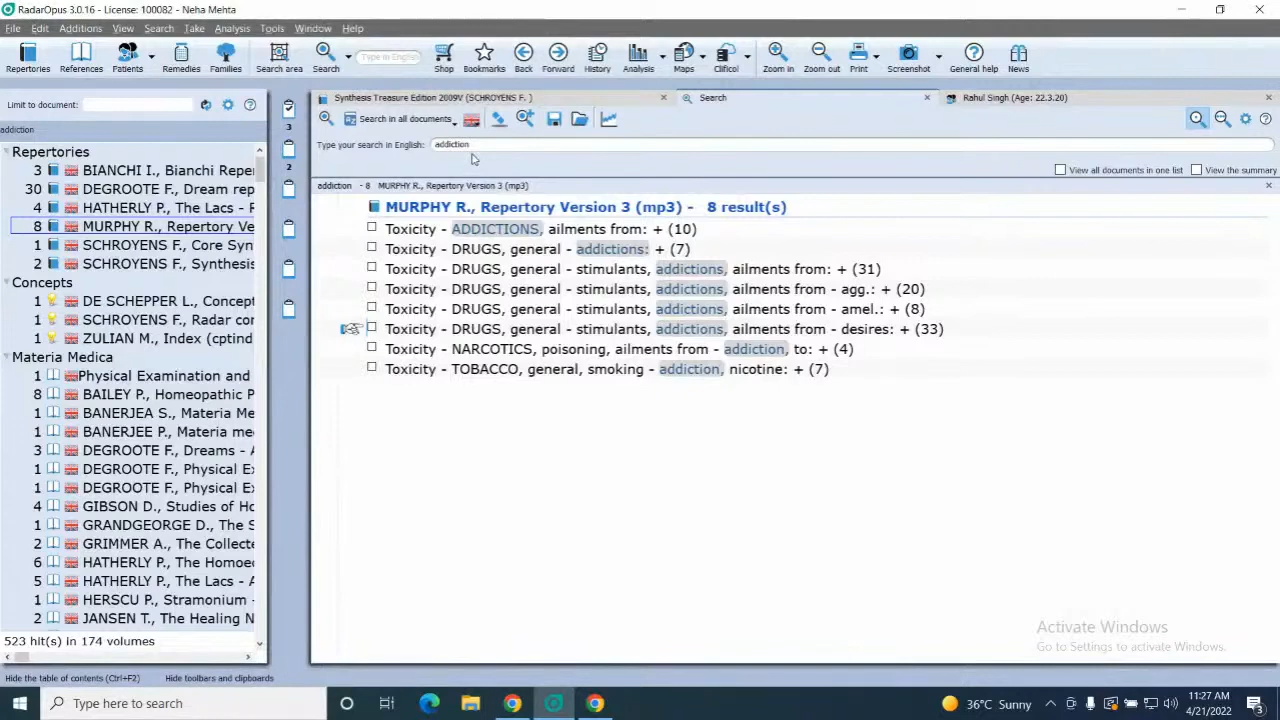 RadarOpus 3.0.16 - License: 100082 - Neha Mehta
File Edit Additions View Search Take Analysis Tools Window Help
Type in English
Repertories References Patients Remedies Families Search area Search Shop Bookmarks Back Forward History Analysis Maps Clificol Zoom in Zoom out Print Screenshot General help News
Limit to document:
Synthesis Treasure Edition 2009V (SCHROYENS F. )
Search
Rahul Singh (Age: 22.3.20)
addiction
Search in all documents
Type your search in English: addiction
View all documents in one list View the summary
addiction - 8 MURPHY R., Repertory Version 3 (mp3)
Repertories
3 BIANCHI I., Bianchi Reper
30 DEGROOTE F., Dream rep
4 HATHERLY P., The Lacs - F
8 MURPHY R., Repertory Ve
1 SCHROYENS F., Core Syn
2 SCHROYENS F., Synthesis
Concepts
1 DE SCHEPPER L., Concept
1 SCHROYENS F., Radar cor
1 ZULIAN M., Index (cptind
Materia Medica
1 Physical Examination and
8 BAILEY P., Homeopathic P
1 BANERJEA S., Materia Me
1 BANERJEE P., Materia med
3 DEGROOTE F., Dreams - A
1 DEGROOTE F., Physical Ex
1 DEGROOTE F., Physical Ex
4 GIBSON D., Studies of Ho
1 GRANDGEORGE D., The S
2 GRIMMER A., The Collecte
6 HATHERLY P., The Homoeo
5 HATHERLY P., The Lacs - A
1 HERSCU P., Stramonium -
2 JANSEN T., The Healing N
523 hit(s) in 174 volumes
3
2
MURPHY R., Repertory Version 3 (mp3) - 8 result(s)
Toxicity - ADDICTIONS, ailments from: + (10)
Toxicity - DRUGS, general - addictions: + (7)
Toxicity - DRUGS, general - stimulants, addictions, ailments from: + (31)
Toxicity - DRUGS, general - stimulants, addictions, ailments from - agg.: + (20)
Toxicity - DRUGS, general - stimulants, addictions, ailments from - amel.: + (8)
Toxicity - DRUGS, general - stimulants, addictions, ailments from - desires: + (33)
Toxicity - NARCOTICS, poisoning, ailments from - addiction, to: + (4)
Toxicity - TOBACCO, general, smoking - addiction, nicotine: + (7)
Activate Windows
Go to Settings to activate Windows.
Hide the table of contents (Ctrl+F2) Hide toolbars and clipboards
Type here to search
36°C Sunny
11:27 AM
4/21/2022
3